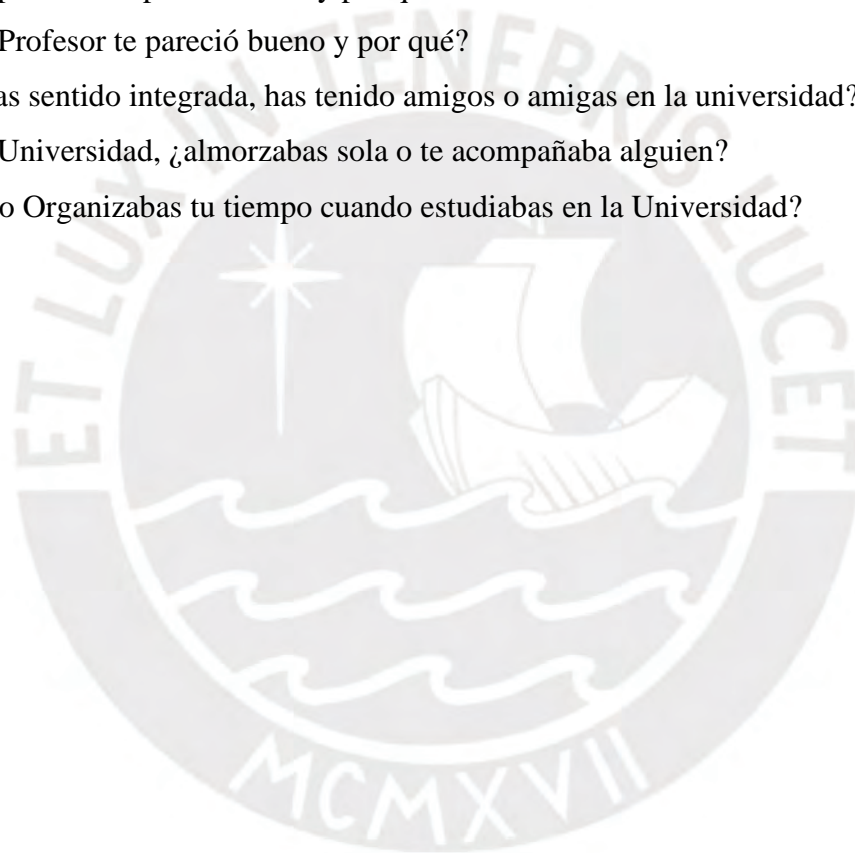 Profesor te pareció bueno y por qué?
as sentido integrada, has tenido amigos o amigas en la universidad?
Universidad, ¿almorzabas sola o te acompañaba alguien?
o Organizabas tu tiempo cuando estudiabas en la Universidad?
ET LUX IN TENEBRIS LUCET
MCMXVII